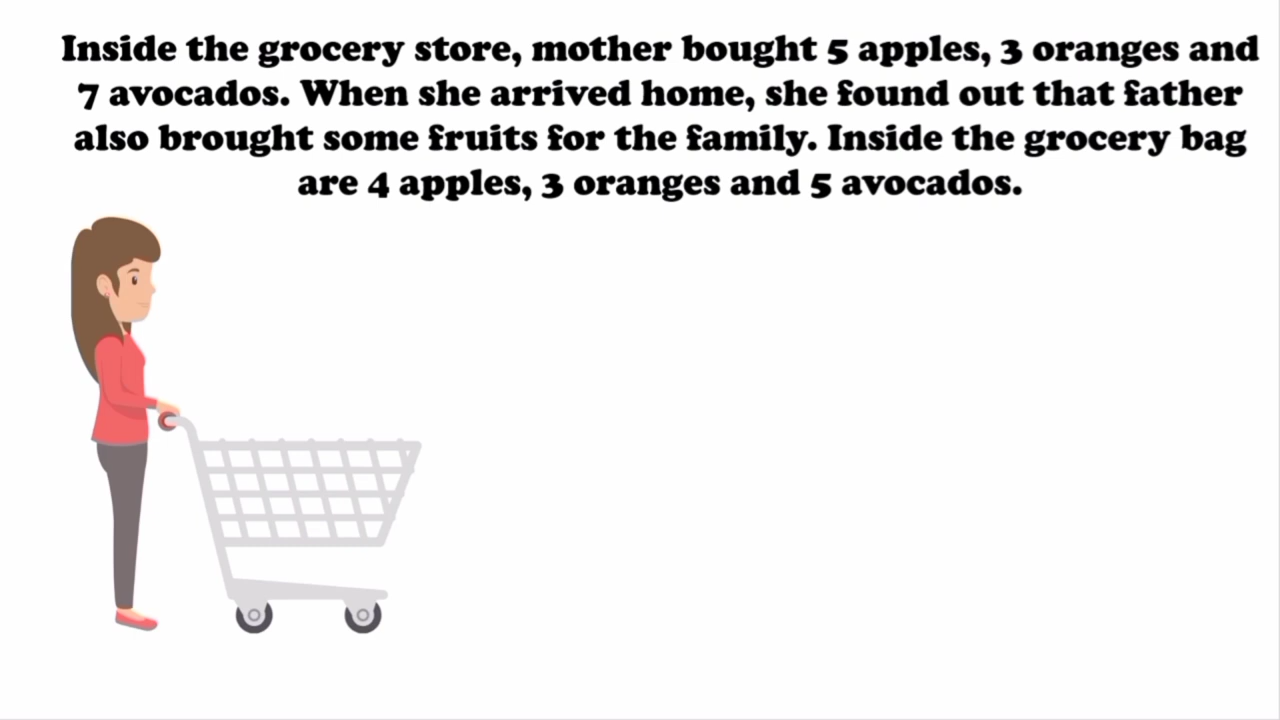 Inside the grocery store, mother bought 5 apples, 3 oranges and
7 avocados. When she arrived home, she found out that father
also brought some fruits for the family. Inside the grocery bag
are 4 apples, 3 oranges and 5 avocados.